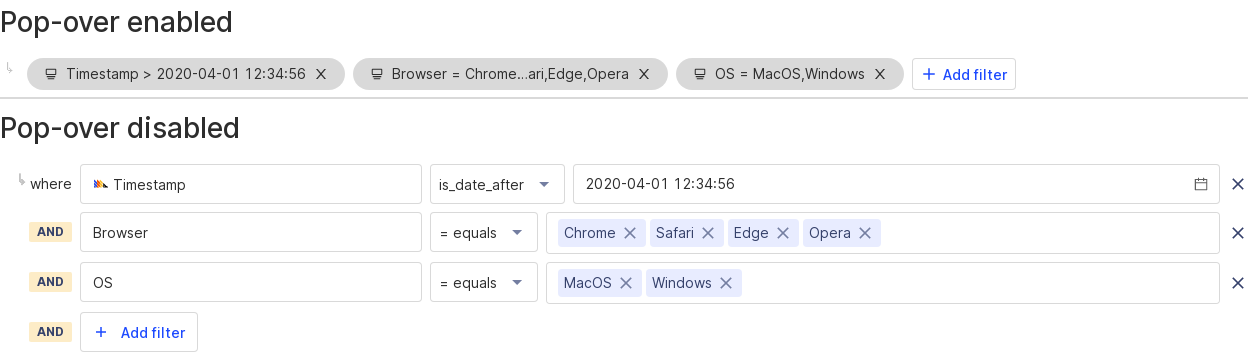 Pop-over enabled
Timestamp > 2020-04-01 12:34:56 Browser = Chrome...ari,Edge,Opera OS = MacOS,Windows + Add filter
Pop-over disabled
where Timestamp is_date_after 2020-04-01 12:34:56
AND Browser = equals Chrome Safari Edge Opera
AND OS = equals MacOS Windows
AND + Add filter